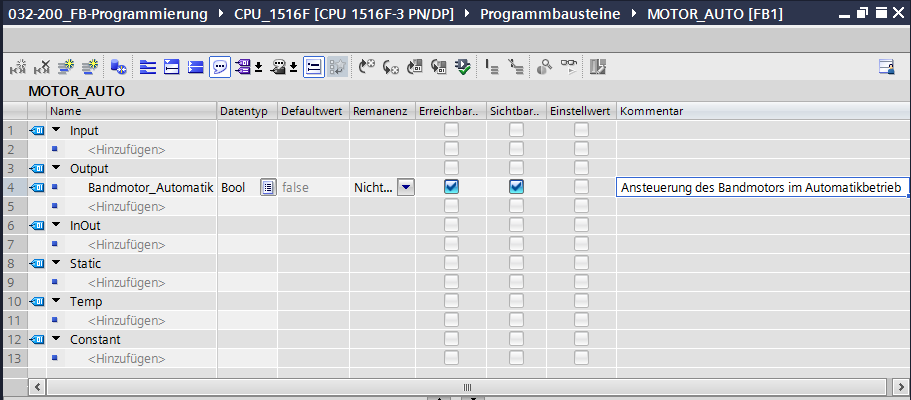 032-200_FB-Programmierung ▸ CPU_1516F [CPU 1516F-3 PN/DP] ▸ Programmbausteine ▸ MOTOR_AUTO [FB1]
MOTOR_AUTO
Name Datentyp Defaultwert Remanenz Erreichbar.. Sichtbar.. Einstellwert Kommentar
1 Input
2 <Hinzufügen>
3 Output
4 Bandmotor_Automatik Bool false Nicht... Ansteuerung des Bandmotors im Automatikbetrieb
5 <Hinzufügen>
6 InOut
7 <Hinzufügen>
8 Static
9 <Hinzufügen>
10 Temp
11 <Hinzufügen>
12 Constant
13 <Hinzufügen>